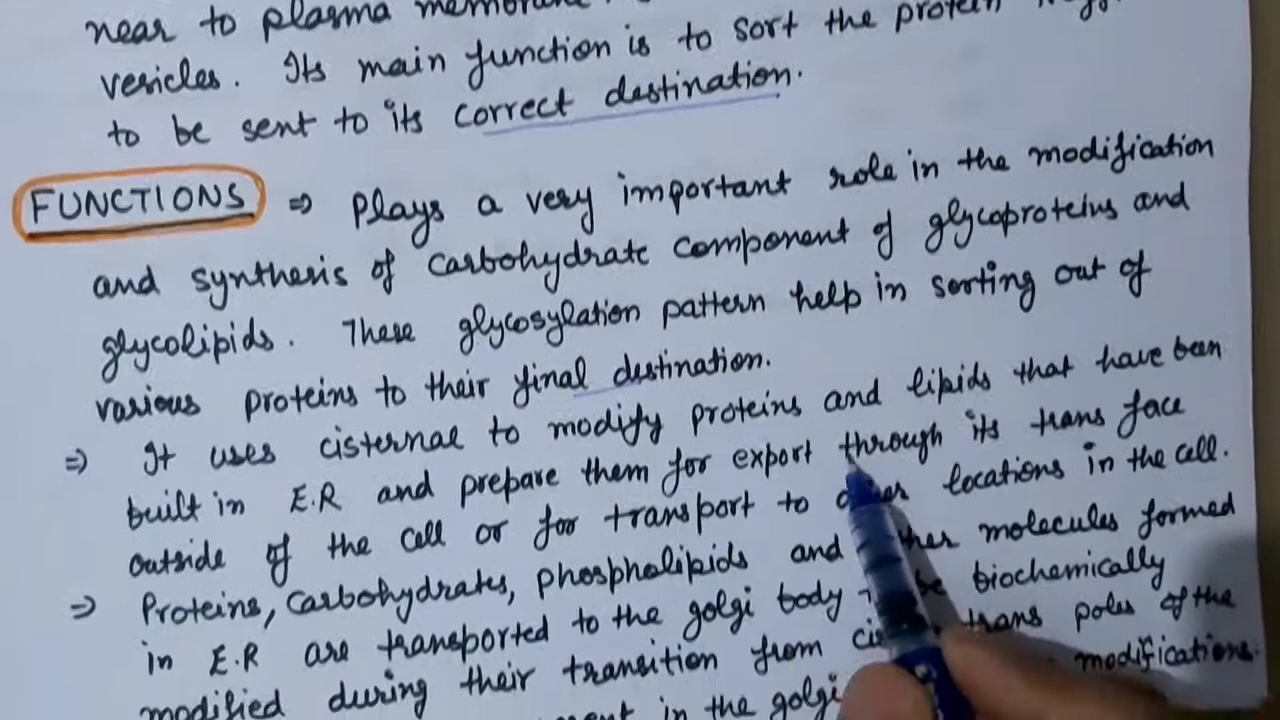 near to plasma membrane.
vesicles. Its main function is to sort the protein
to be sent to its correct destination.
FUNCTIONS ⇒ Plays a very important role in the modification
and synthesis of carbohydrate component of glycoproteins and
glycolipids. These glycosylation pattern help in sorting out of
various proteins to their final destination.
⇒ It uses cisternae to modify proteins and lipids that have been
built in E.R and prepare them for export through its trans face
outside of the cell or for transport to locations in the cell.
⇒ Proteins, Carbohydrates, phospholipids and molecules formed
in E.R are transported to the golgi body be biochemically
modified during their transition from trans poles of the
in the golgi modifications.